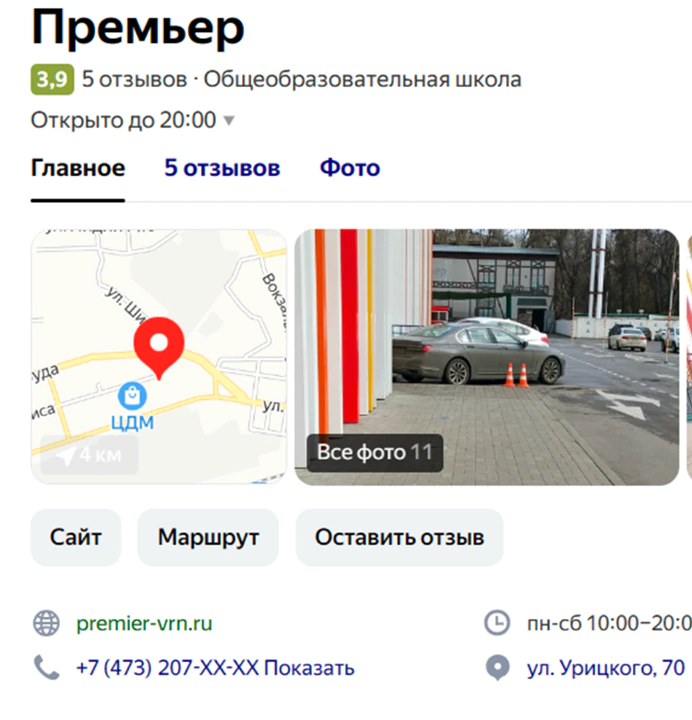 Премьер
3,9 5 отзывов · Общеобразовательная школа
Открыто до 20:00
Главное 5 отзывов Фото
ул. Ши
Вокзаль
уда
иса
ЦДМ
ул.
4 км
Все фото 11
Сайт Маршрут Оставить отзыв
premier-vrn.ru
пн-сб 10:00–20:0
+7 (473) 207-XX-XX Показать
ул. Урицкого, 70